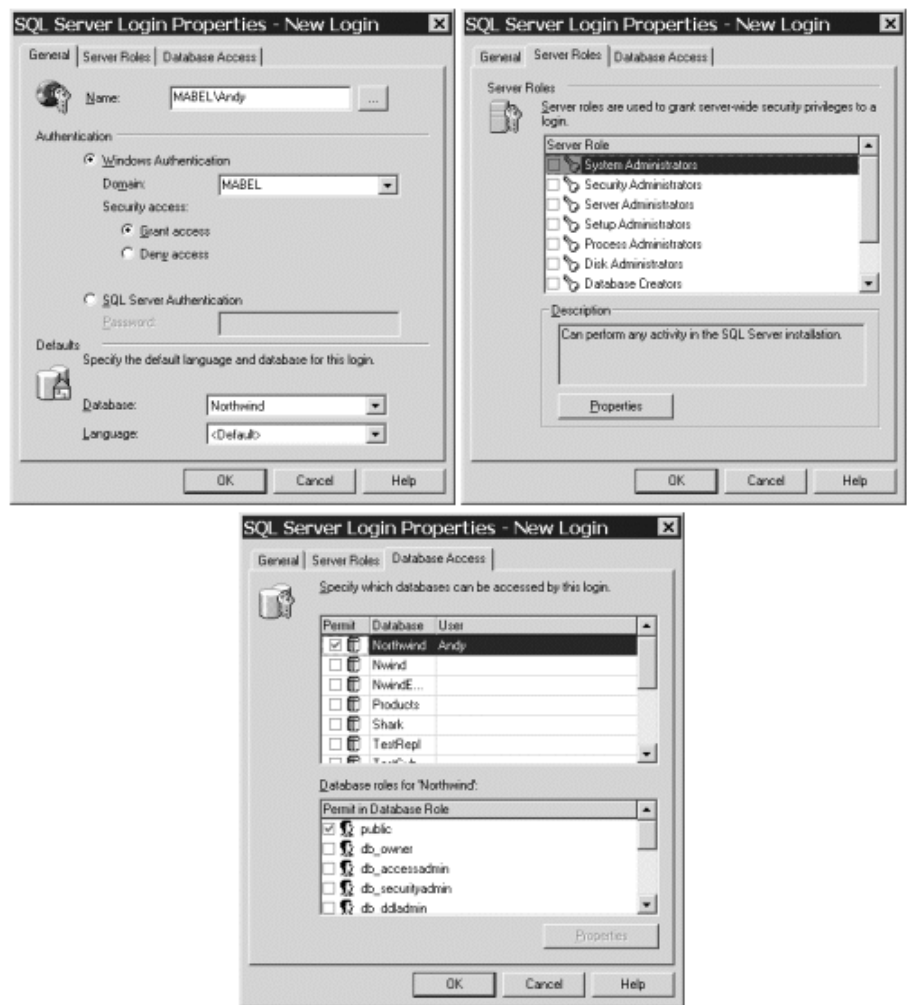 SQL Server Login Properties - New Login
General Server Roles Database Access
Name: MABEL\Andy ...
Authentication
Windows Authentication
Domain: MABEL
Security access:
Grant access
Deny access
SQL Server Authentication
Password:
Defaults
Specify the default language and database for this login.
Database: Northwind
Language: <Default>
OK Cancel Help
SQL Server Login Properties - New Login
General Server Roles Database Access
Server Roles
Server roles are used to grant server-wide security privileges to a
login.
Server Role
System Administrators
Security Administrators
Server Administrators
Setup Administrators
Process Administrators
Disk Administrators
Database Creators
Description
Can perform any activity in the SQL Server installation.
Properties
OK Cancel Help
SQL Server Login Properties - New Login
General Server Roles Database Access
Specify which databases can be accessed by this login.
Permit Database User
Northwind Andy
Nwind
NwindE...
Products
Shark
TestRepl
Database roles for 'Northwind':
Permit in Database Role
public
db_owner
db_accessadmin
db_securityadmin
db_ddladmin
Properties
OK Cancel Help